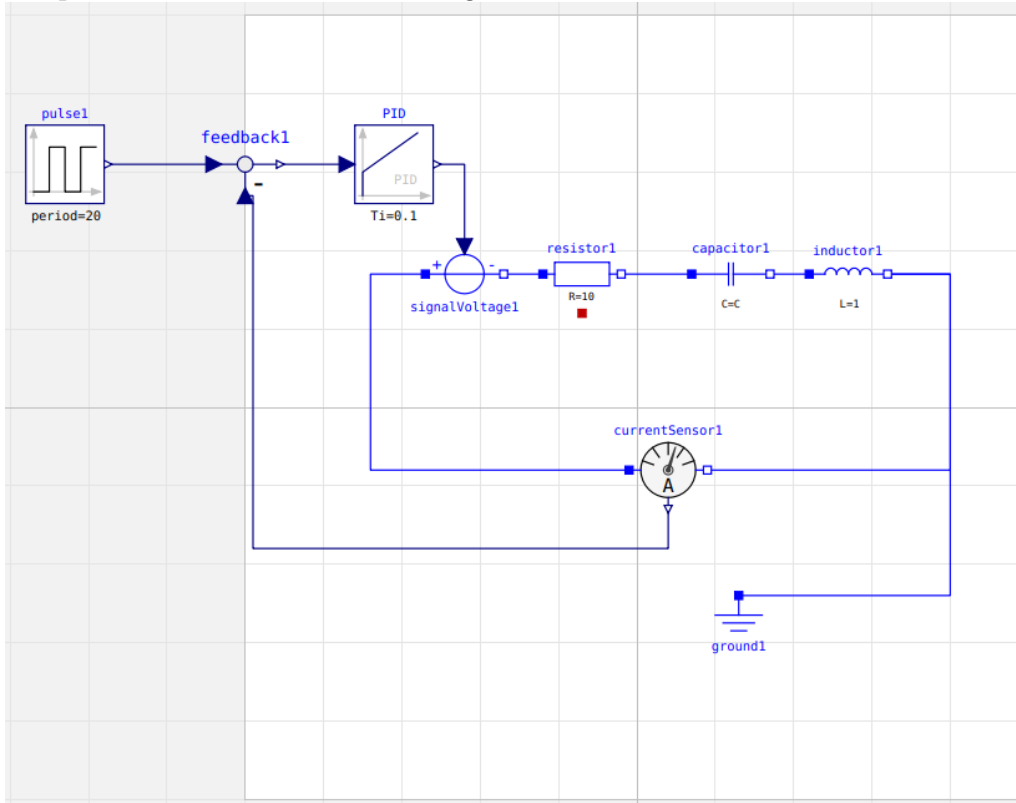 pulse1
period=20
feedback1
-
PID
PID
Ti=0.1
+
-
signalVoltage1
resistor1
R=10
capacitor1
C=C
inductor1
L=1
currentSensor1
A
ground1